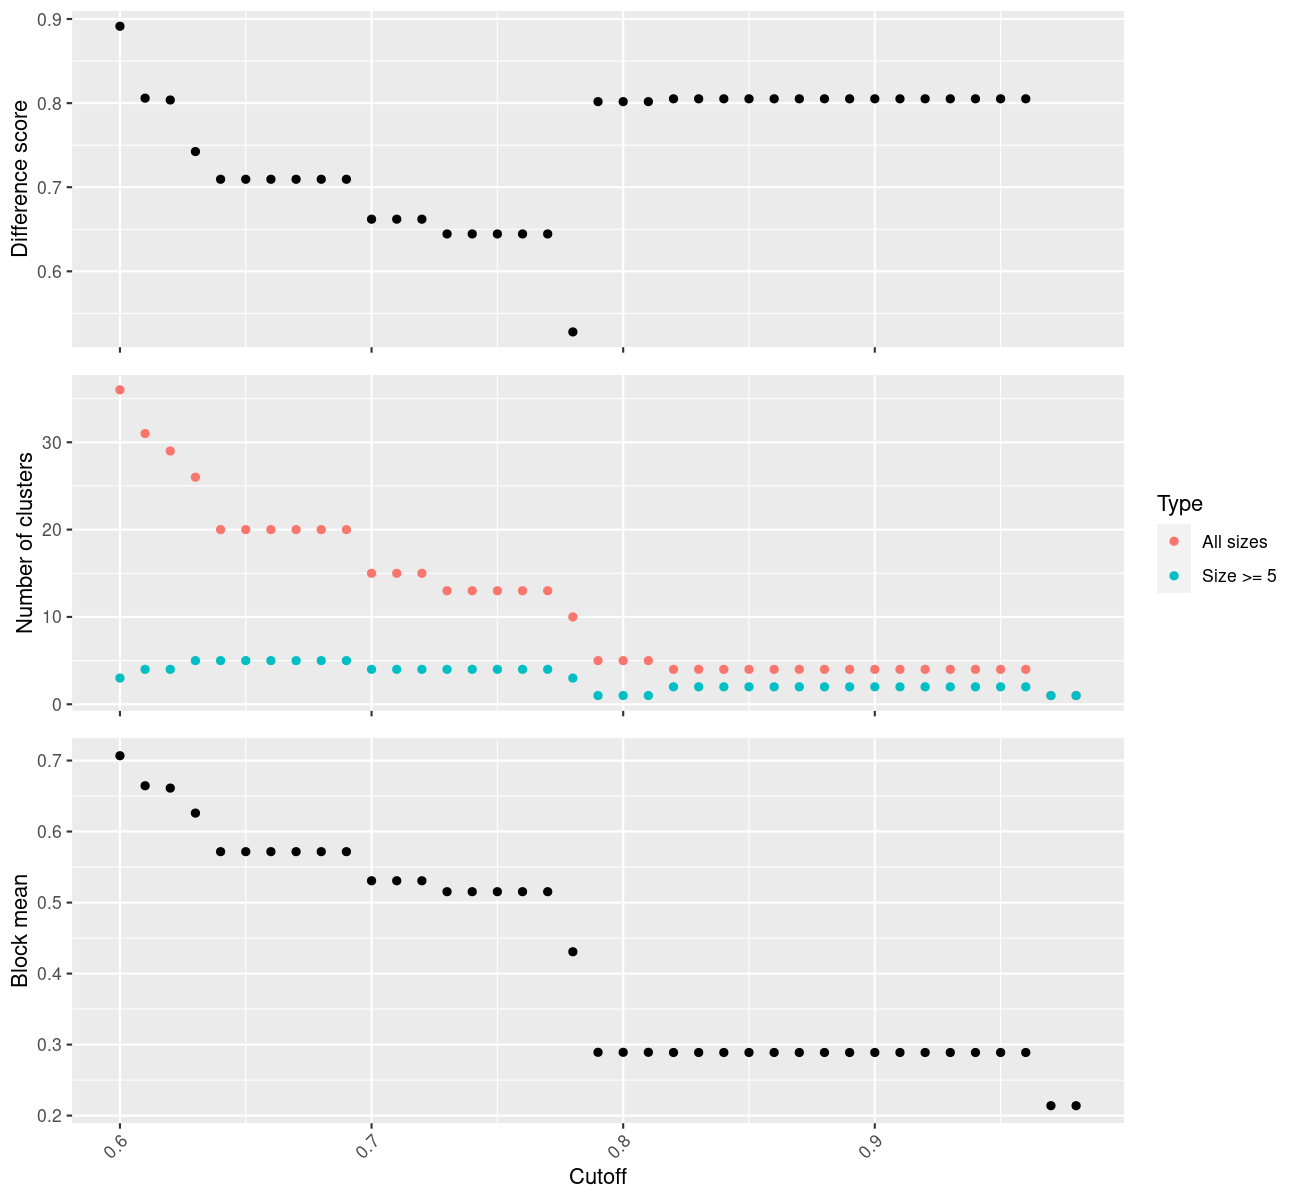 0.9
0.8
0.7
0.6
Difference score
30
20
10
0
Number of clusters
Type
All sizes
Size >= 5
0.7
0.6
0.5
0.4
0.3
0.2
Block mean
0.6
0.7
0.8
0.9
Cutoff